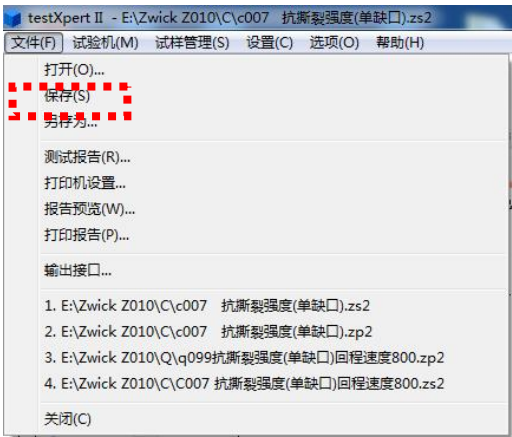 testXpert II - E:\Zwick Z010\C\c007 抗撕裂强度(单缺口).zs2
文件(F) 试验机(M) 试样管理(S) 设置(C) 选项(O) 帮助(H)
打开(O)...
保存(S)
另存为...
测试报告(R)...
打印机设置...
报告预览(W)...
打印报告(P)...
输出接口...
1. E:\Zwick Z010\C\c007 抗撕裂强度(单缺口).zs2
2. E:\Zwick Z010\C\c007 抗撕裂强度(单缺口).zp2
3. E:\Zwick Z010\Q\q099抗撕裂强度(单缺口)回程速度800.zp2
4. E:\Zwick Z010\C\C007 抗撕裂强度(单缺口)回程速度800.zs2
关闭(C)